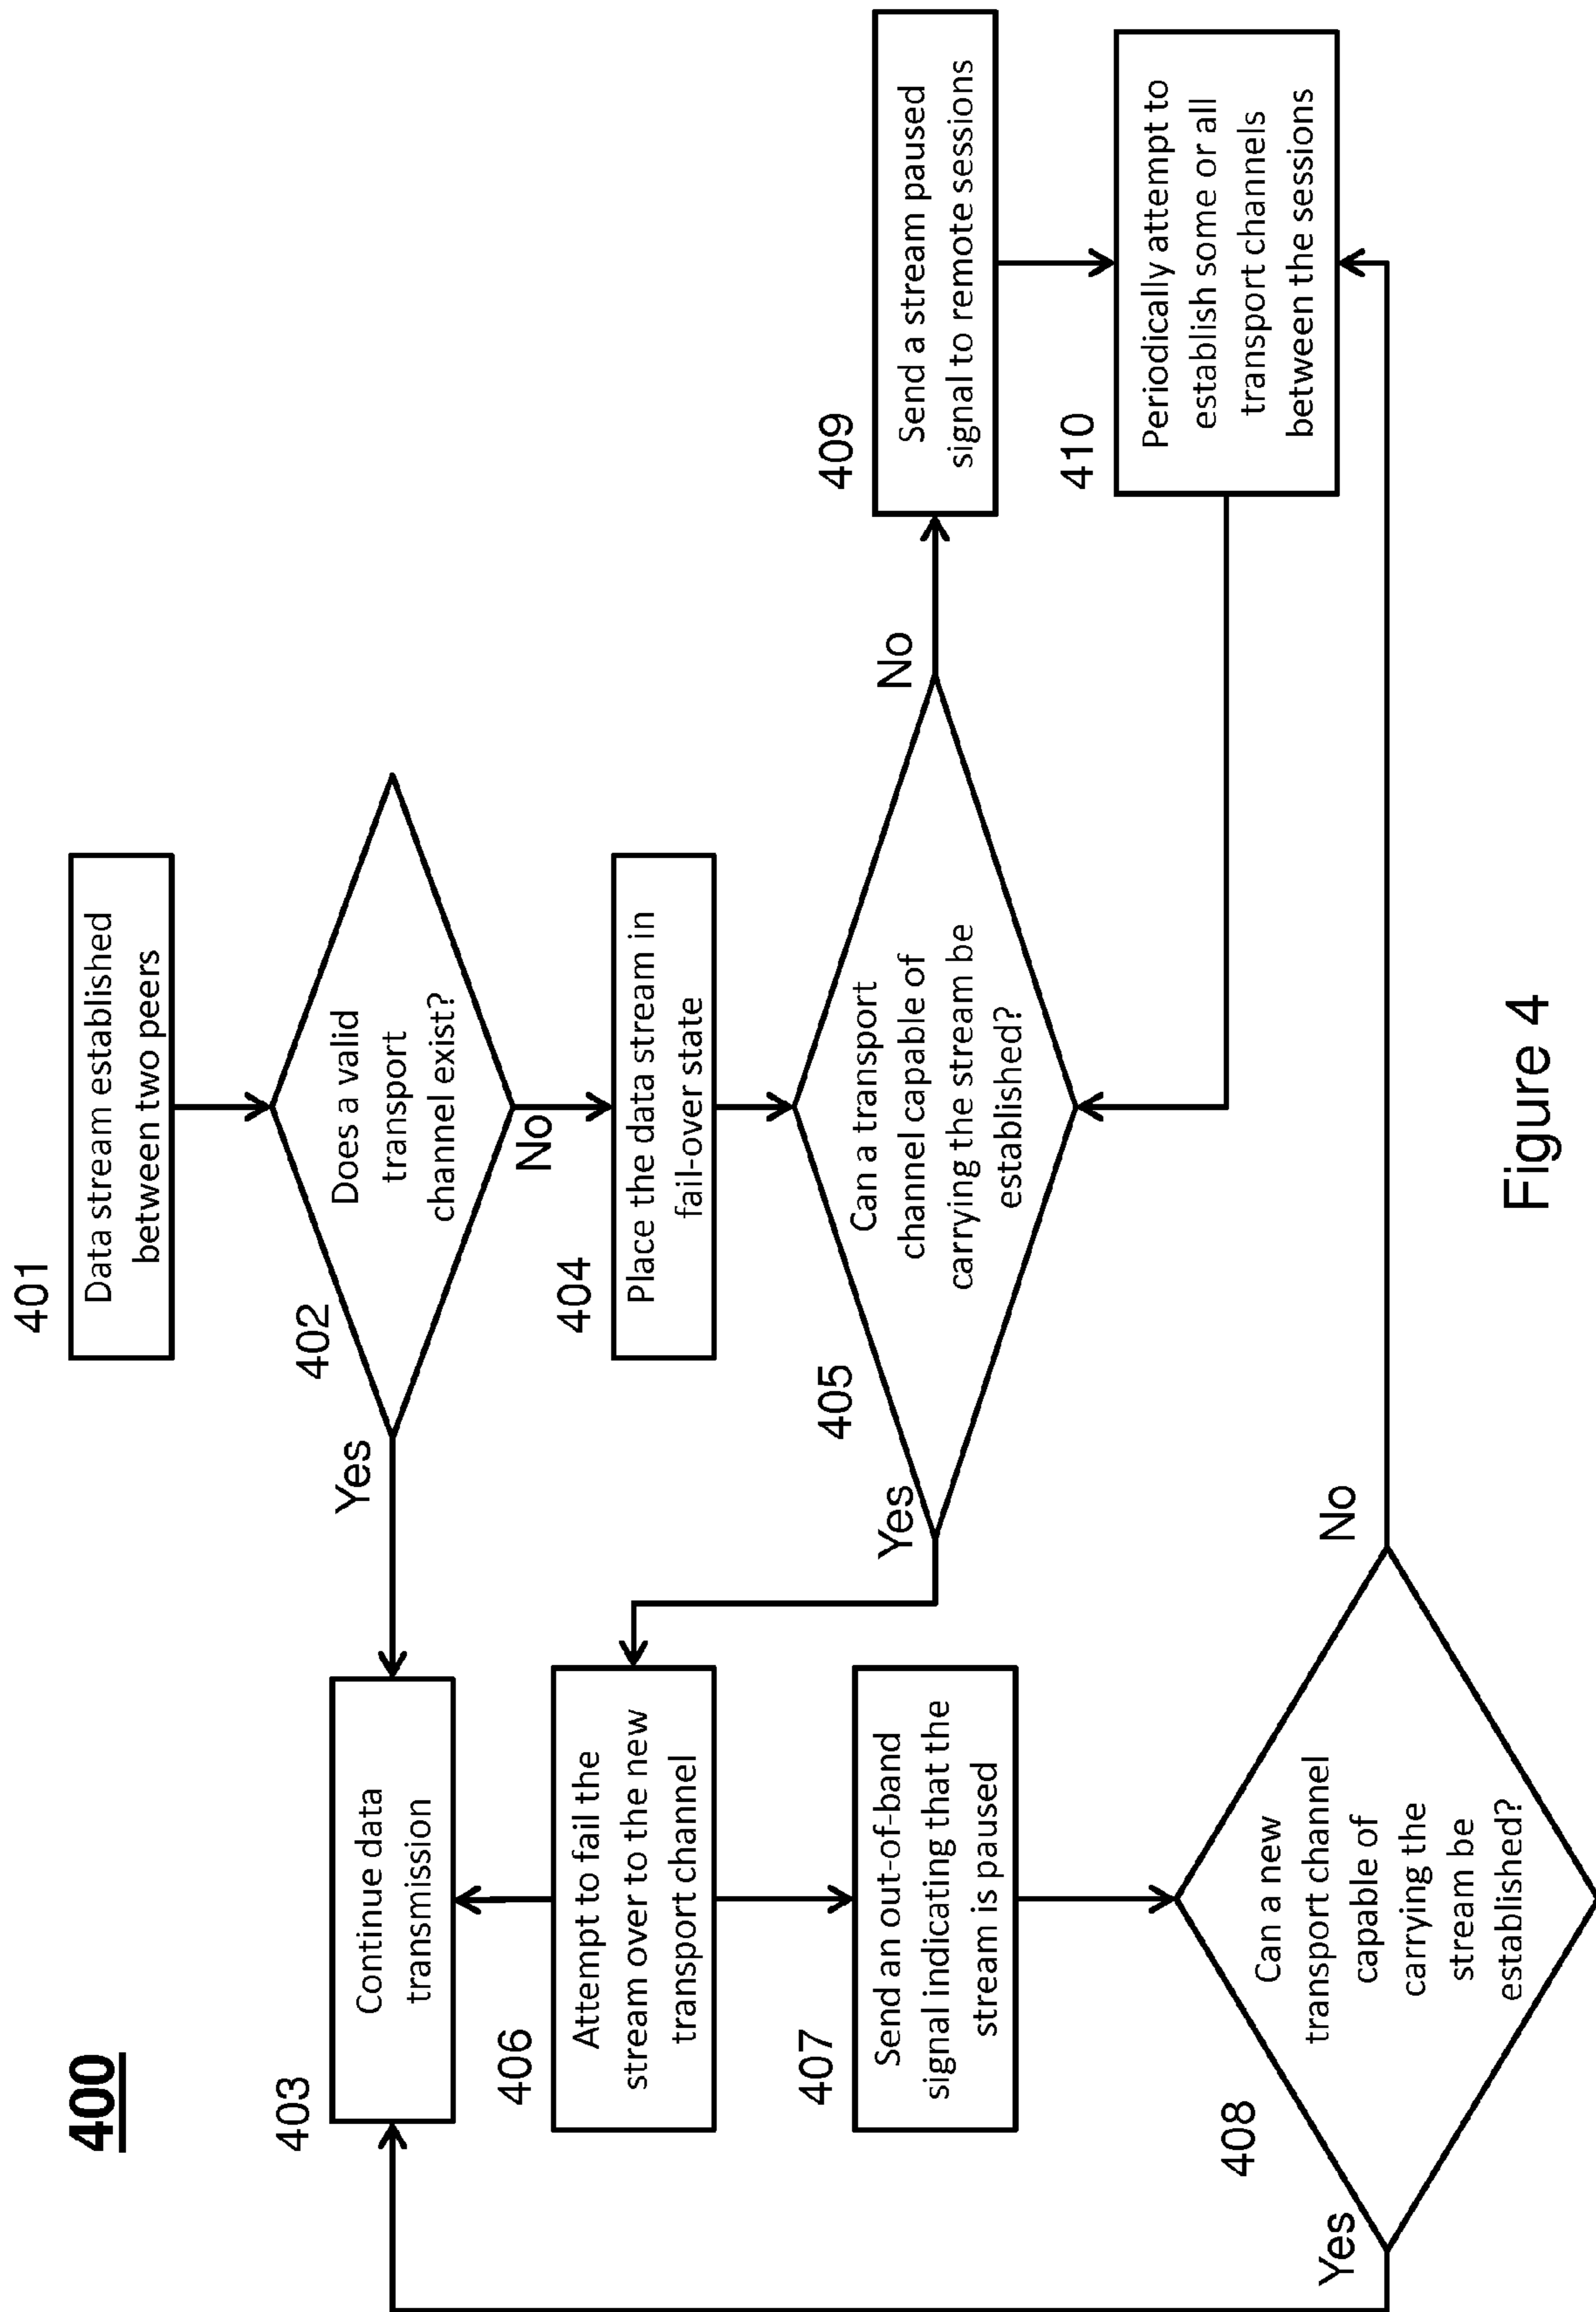 400
401
Data stream established
between two peers
402
Does a valid
transport
channel exist?
Yes
No
403
Continue data
transmission
404
Place the data stream in
fail-over state
405
Can a transport
channel capable of
carrying the stream be
established?
Yes
No
406
Attempt to fail the
stream over to the new
transport channel
407
Send an out-of-band
signal indicating that the
stream is paused
408
Can a new
transport channel
capable of
carrying the
stream be
established?
Yes
No
409
Send a stream paused
signal to remote sessions
410
Periodically attempt to
establish some or all
transport channels
between the sessions
Figure 4